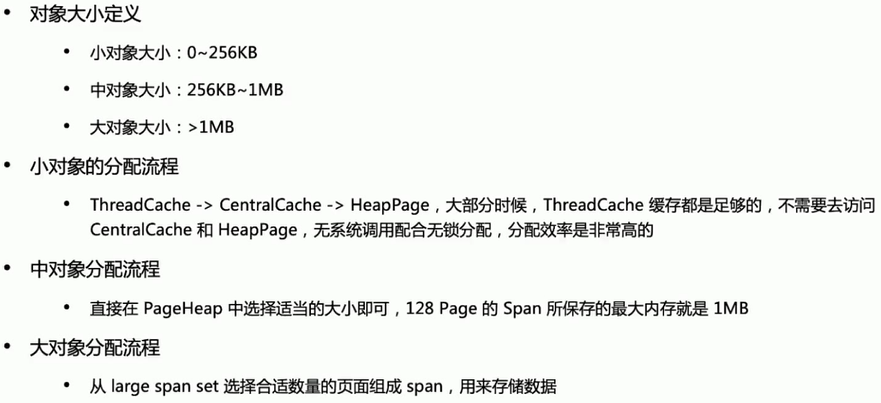 • 对象大小定义
• 小对象大小：0~256KB
• 中对象大小：256KB~1MB
• 大对象大小：>1MB
• 小对象的分配流程
• ThreadCache -> CentralCache -> HeapPage，大部分时候，ThreadCache 缓存都是足够的，不需要去访问
CentralCache 和 HeapPage，无系统调用配合无锁分配，分配效率是非常高的
• 中对象分配流程
• 直接在 PageHeap 中选择适当的大小即可，128 Page 的 Span 所保存的最大内存就是 1MB
• 大对象分配流程
• 从 large span set 选择合适数量的页面组成 span，用来存储数据